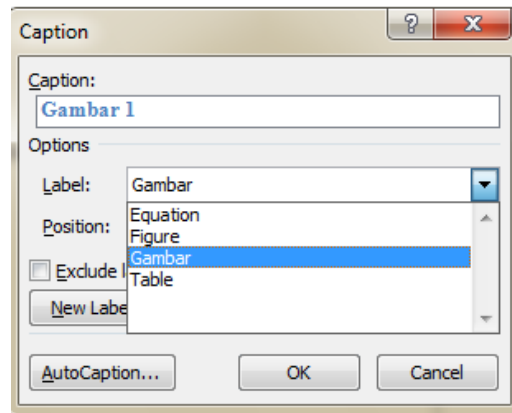 Caption
Caption:
Gambar 1
Options
Label: Gambar
Position:
Equation
Figure
Gambar
Table
Exclude
New Labe
AutoCaption... OK Cancel